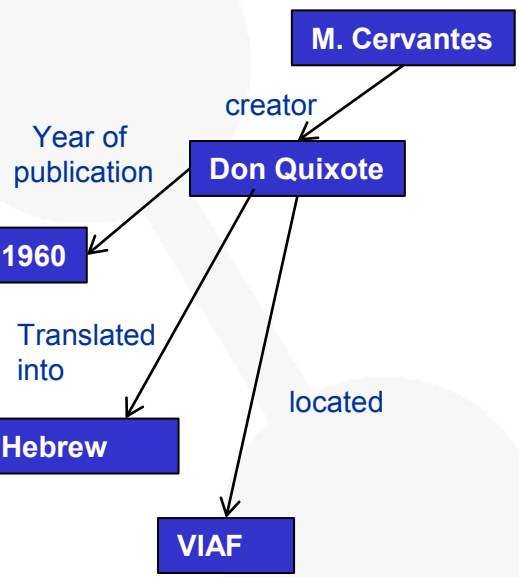 M. Cervantes
creator
Year of
publication
Don Quixote
1960
Translated
into
located
Hebrew
VIAF